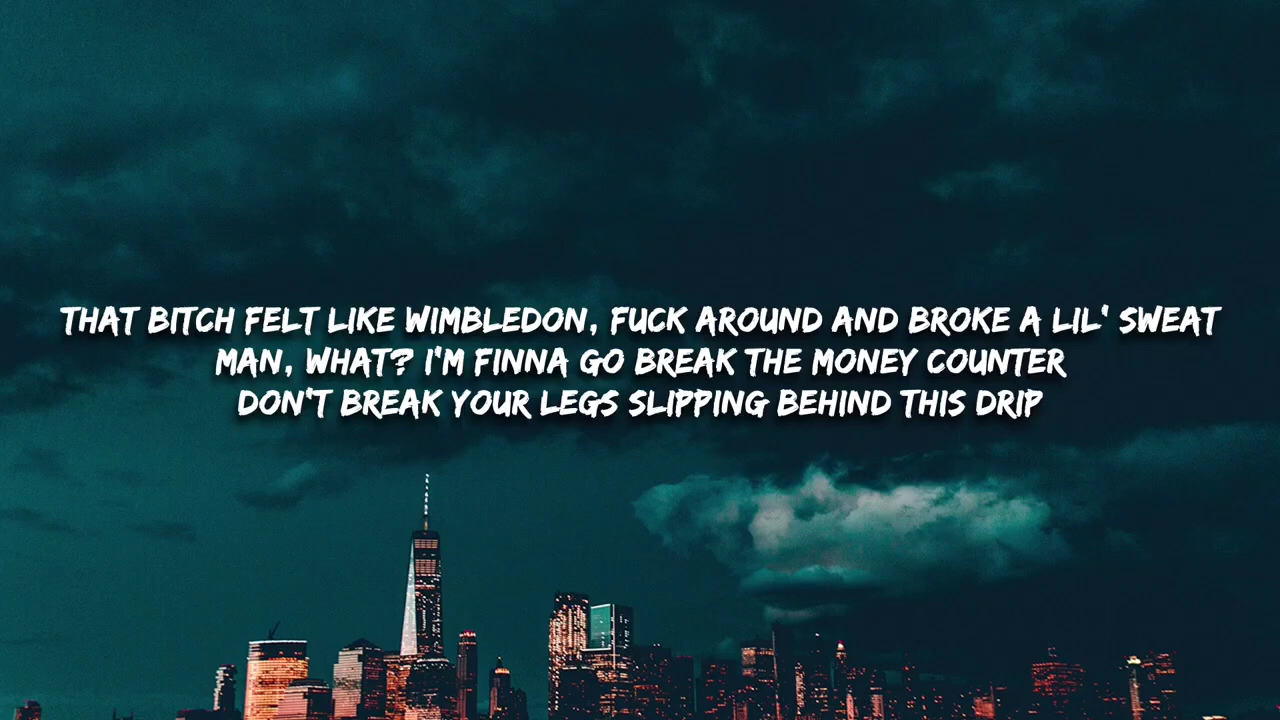 THAT BITCH FELT LIKE WIMBLEDON, FUCK AROUND AND BROKE A LIL' SWEAT
MAN, WHAT? I'M FINNA GO BREAK THE MONEY COUNTER
DON'T BREAK YOUR LEGS SLIPPING BEHIND THIS DRIP